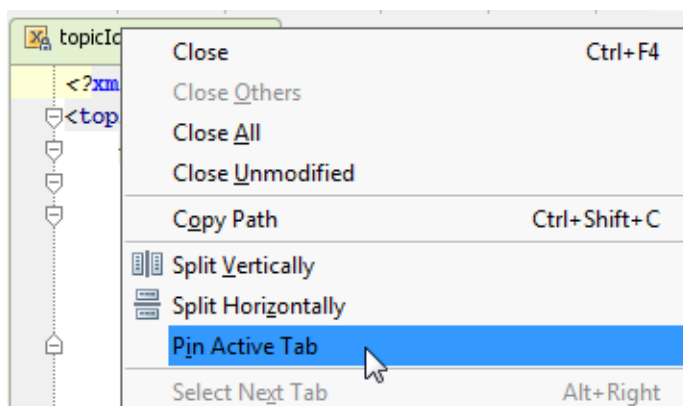 topicIc
Close Ctrl+F4
<?xm
Close Others
<top
Close All
Close Unmodified
Copy Path Ctrl+Shift+C
Split Vertically
Split Horizontally
Pin Active Tab
Select Next Tab Alt+Right